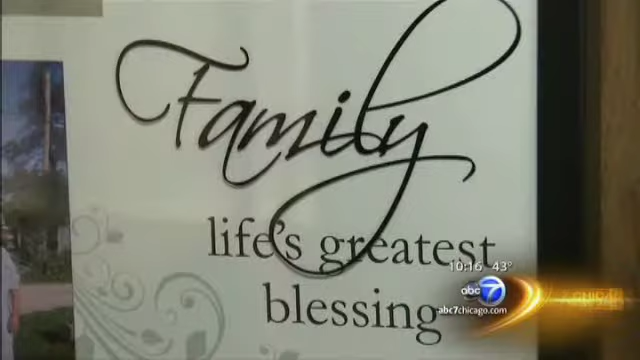 Family
life's greatest
blessing
10:16 43°
abc 7
abc7chicago.com